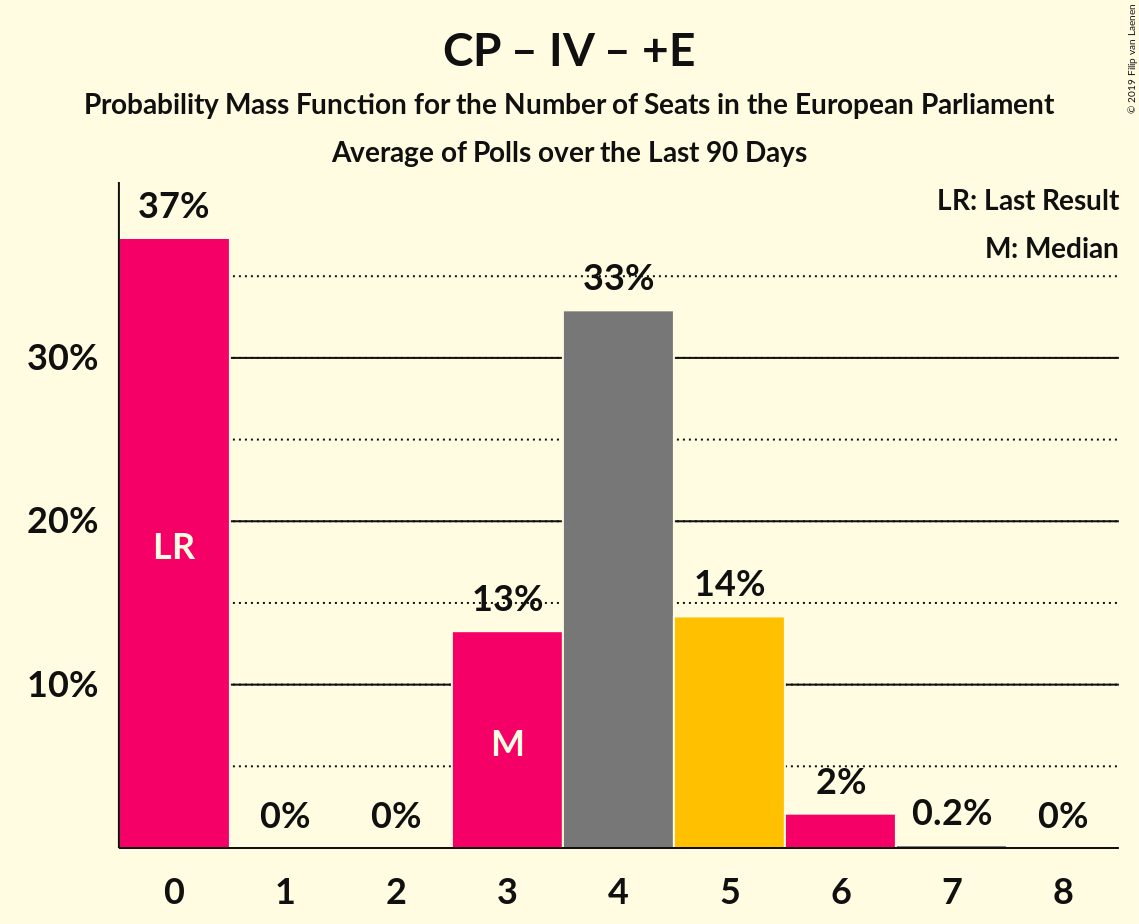 CP – IV – +E
Probability Mass Function for the Number of Seats in the European Parliament
Average of Polls over the Last 90 Days
© 2019 Filip van Laenen
LR: Last Result
M: Median
37%
33%
30%
20%
LR
14%
13%
10%
M
2%
0%
0%
0.2%
0%
0
1
2
3
4
5
6
7
8